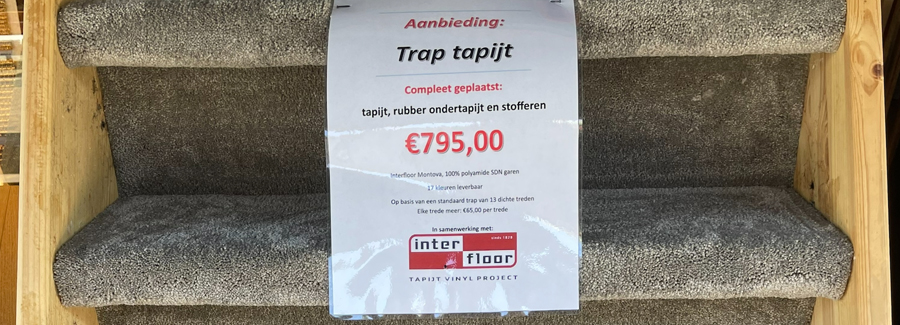 Aanbieding:
Trap tapijt
Compleet geplaatst:
tapijt, rubber ondertapijt en stofferen
€795,00
Interfloor Montova, 100% polyamide SDN garen
17 kleuren leverbaar
Op basis van een standaard trap van 13 dichte treden
Elke trede meer: €65,00 per trede
In samenwerking met:
inter sinds 1878
floor
TAPIJT VINYL PROJECT